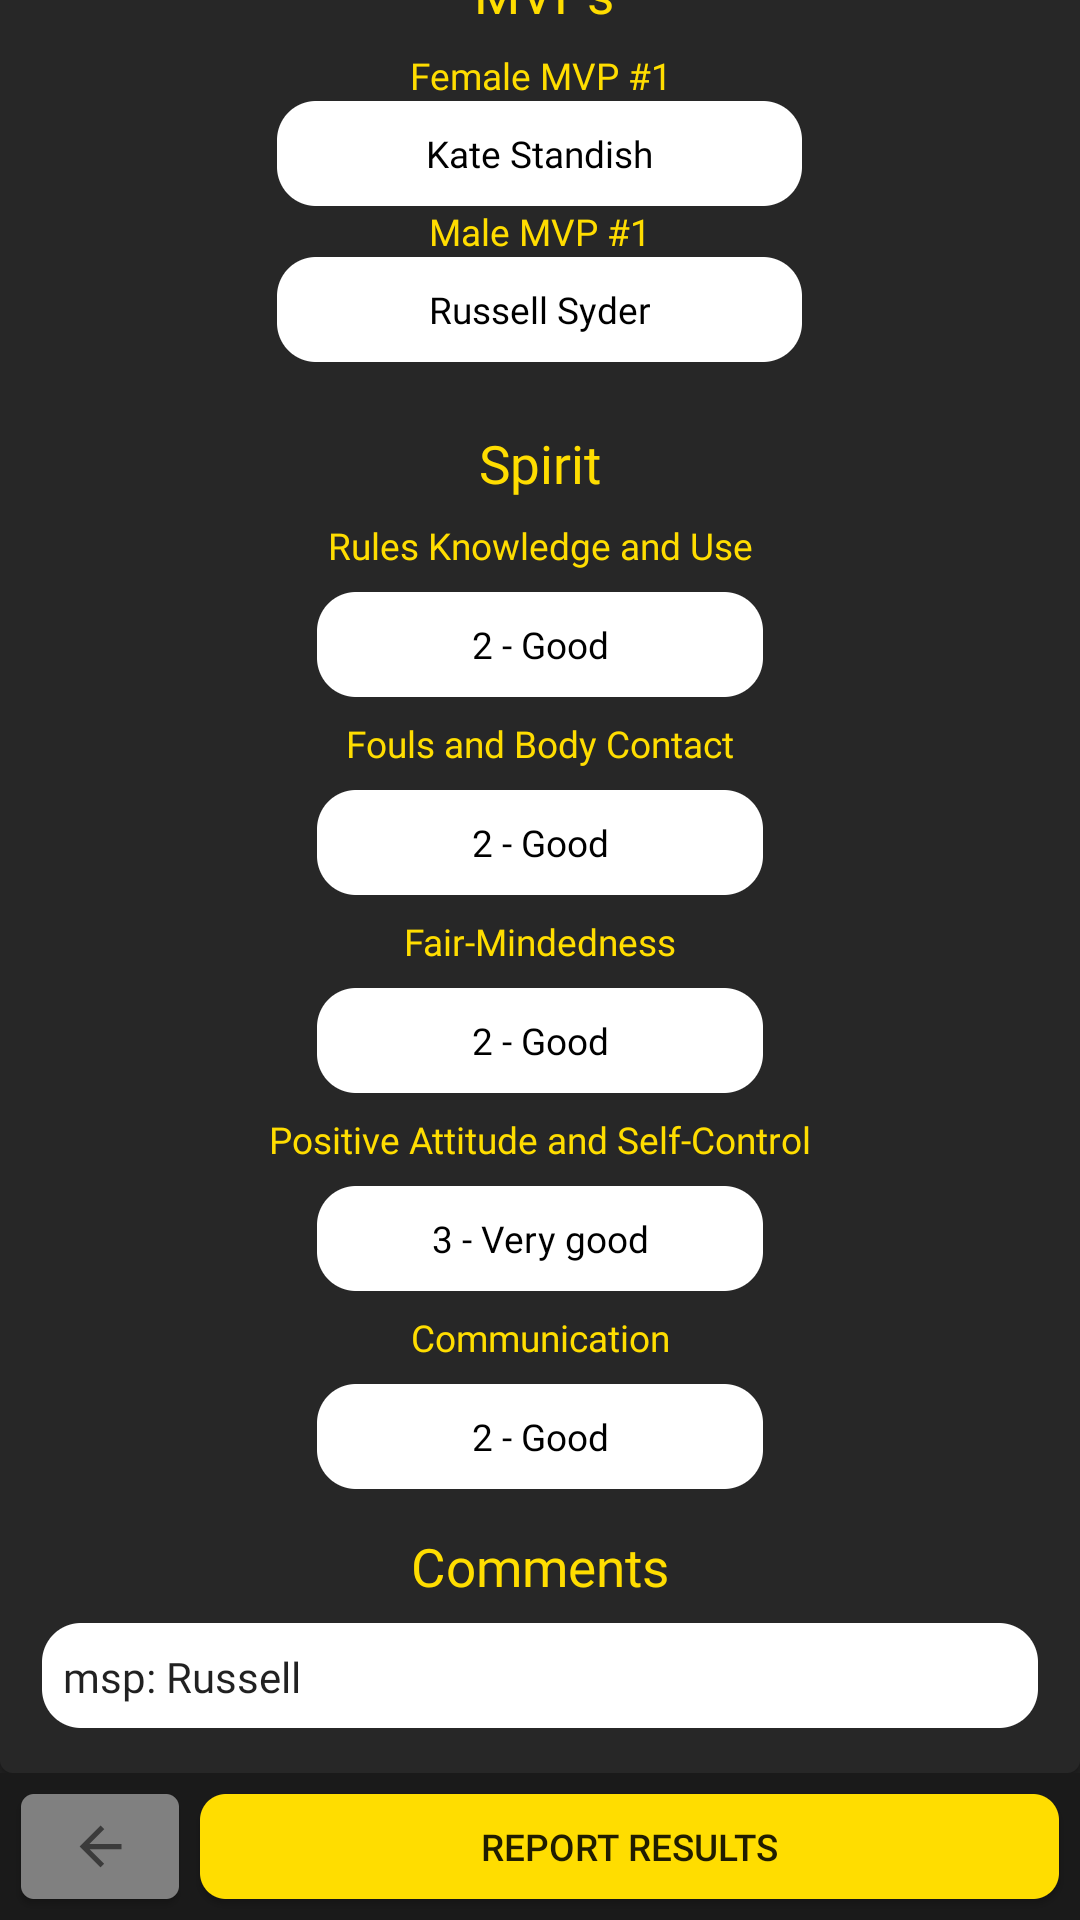 MVPs
Female MVP #1
Kate Standish
Male MVP #1
Russell Syder
Spirit
Rules Knowledge and Use
2 - Good
Fouls and Body Contact
2 - Good
Fair-Mindedness
2 - Good
Positive Attitude and Self-Control
3 - Very good
Communication
2 - Good
Comments
msp: Russell
REPORT RESULTS